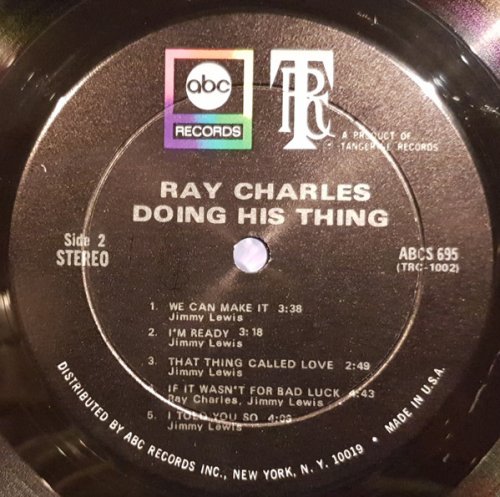 abc
RECORDS
TRC
A PRODUCT OF
TANGERINE RECORDS
RAY CHARLES
DOING HIS THING
Side 2
STEREO
ABCS 695
(TRC-1002)
1. WE CAN MAKE IT 3:38
Jimmy Lewis
2. I'M READY 3:18
Jimmy Lewis
3. THAT THING CALLED LOVE 2:49
Jimmy Lewis
4. IF IT WASN'T FOR BAD LUCK 4:43
Ray Charles, Jimmy Lewis
5. I TOLD YOU SO
Jimmy Lewis
DISTRIBUTED BY ABC RECORDS INC., NEW YORK, N. Y. 10019 • MADE IN U.S.A.